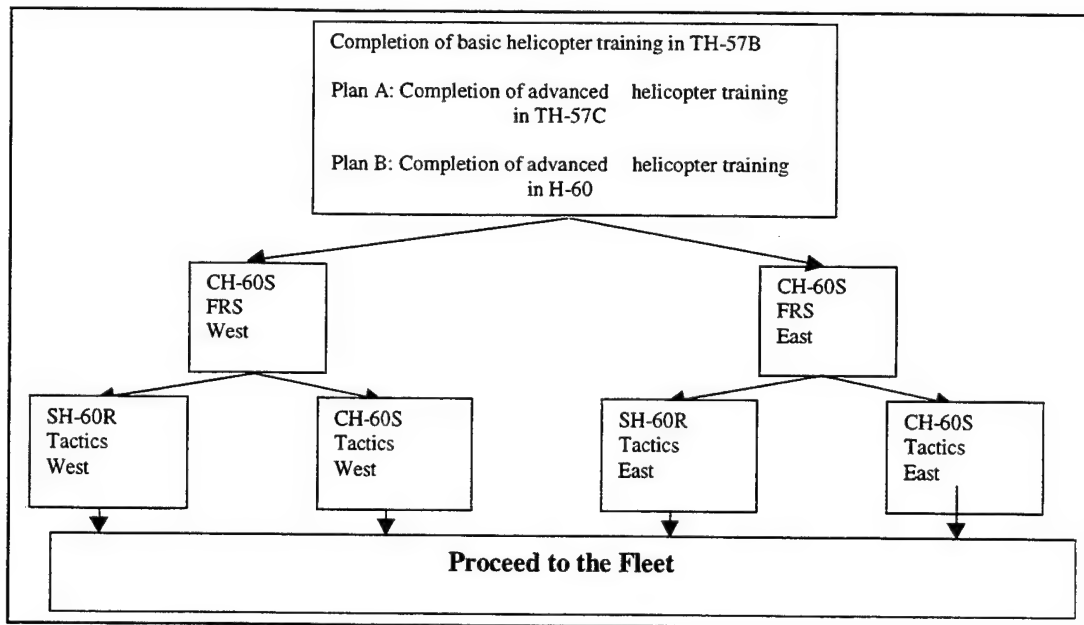 Completion of basic helicopter training in TH-57B
Plan A: Completion of advanced helicopter training
in TH-57C
Plan B: Completion of advanced helicopter training
in H-60
CH-60S
FRS
West
CH-60S
FRS
East
SH-60R
Tactics
West
CH-60S
Tactics
West
SH-60R
Tactics
East
CH-60S
Tactics
East
Proceed to the Fleet